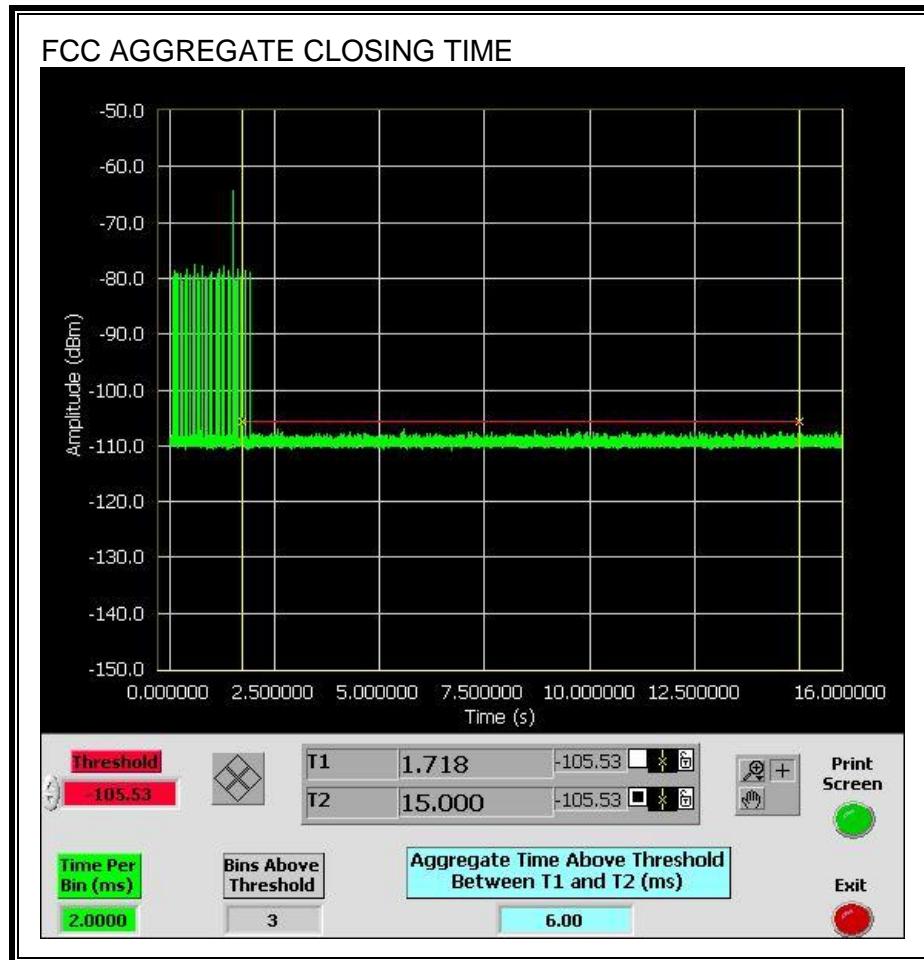 FCC AGGREGATE CLOSING TIME
-50.0
-60.0
-70.0
-80.0
-90.0
-100.0
-110.0
-120.0
-130.0
-140.0
-150.0
Amplitude (dBm)
0.000000 2.500000 5.000000 7.500000 10.000000 12.500000 16.000000
Time (s)
Threshold
-105.53
T1 1.718 -105.53
T2 15.000 -105.53
Print
Screen
Time Per
Bin (ms)
2.0000
Bins Above
Threshold
3
Aggregate Time Above Threshold
Between T1 and T2 (ms)
6.00
Exit